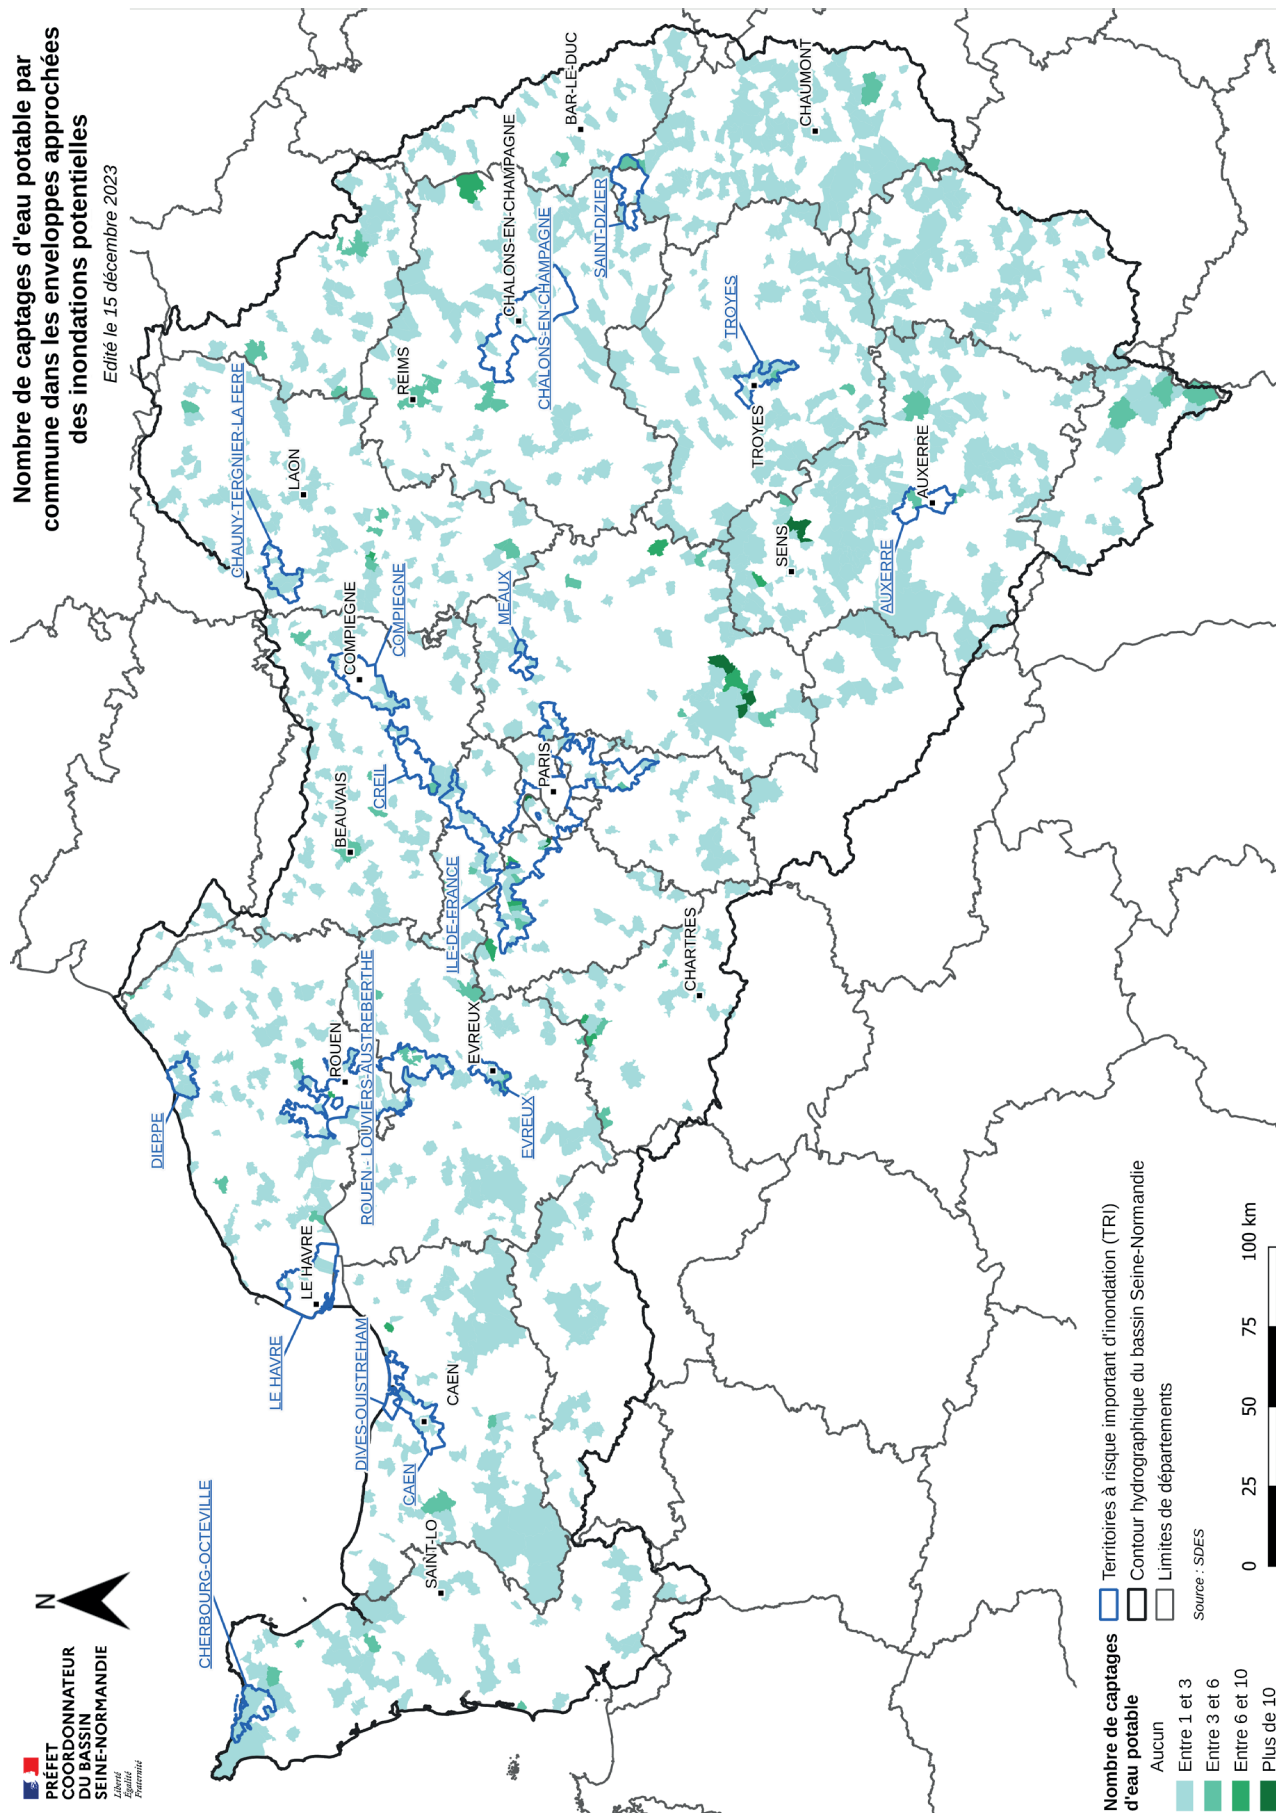 PRÉFET
COORDONNATEUR
DU BASSIN
SEINE-NORMANDIE
Liberté
Égalité
Fraternité
N
Nombre de captages d'eau potable par
commune dans les enveloppes approchées
des inondations potentielles
Edité le 15 décembre 2023
CHERBOURG-OCTEVILLE
DIEPPE
CHAUNY-TERGNIER-LA FERE
LE HAVRE
LE HAVRE
ROUEN
LAON
BEAUVAIS
COMPIEGNE
COMPIEGNE
DIVES-OUISTREHAM
ROUEN - LOUVIERS-AUSTREBERTHE
CREIL
REIMS
CAEN
CAEN
SAINT-LO
ILE-DE-FRANCE
EVREUX
EVREUX
MEAUX
CHALONS-EN-CHAMPAGNE
CHALONS-EN-CHAMPAGNE
BAR-LE-DUC
PARIS
SAINT-DIZIER
CHARTRES
TROYES
TROYES
SENS
CHAUMONT
AUXERRE
AUXERRE
Nombre de captages
d'eau potable
Aucun
Entre 1 et 3
Entre 3 et 6
Entre 6 et 10
Plus de 10
Territoires à risque important d'inondation (TRI)
Contour hydrographique du bassin Seine-Normandie
Limites de départements
Source : SDES
0 25 50 75 100 km